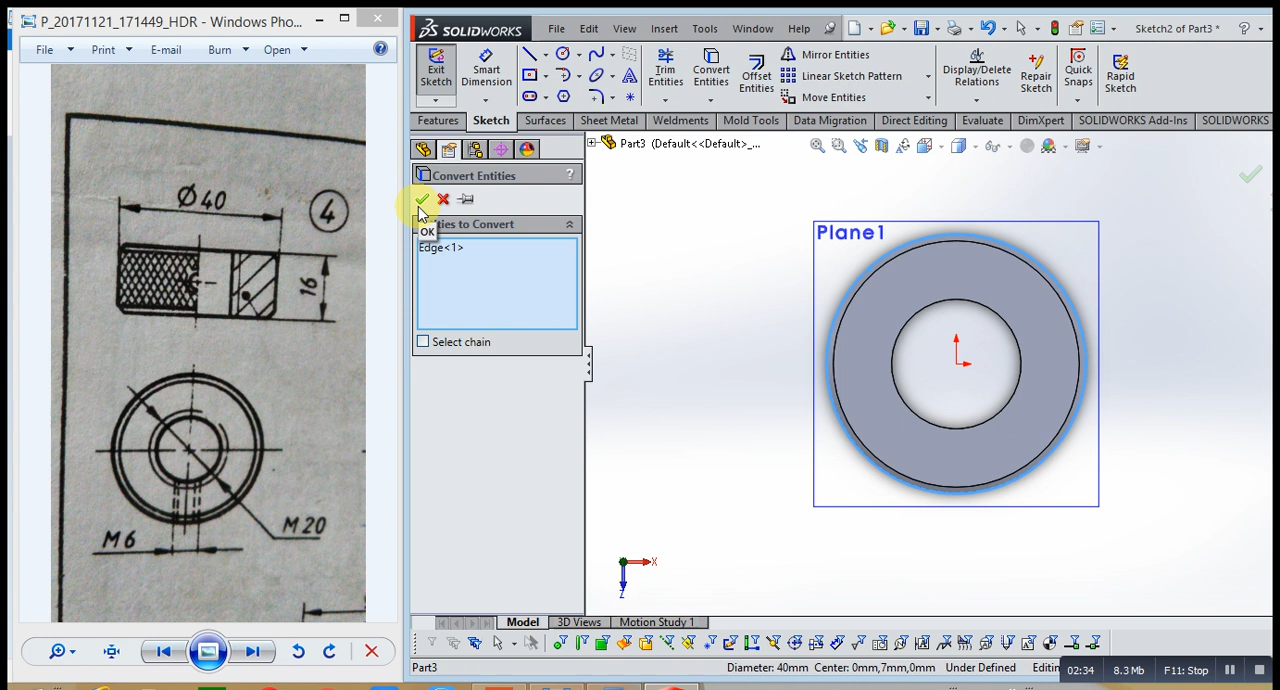 P_20171121_171449_HDR - Windows Pho...
File Print E-mail Burn Open
Ø40
4
16
M20
M6
SOLIDWORKS File Edit View Insert Tools Window Help Sketch2 of Part3 *
Exit Sketch
Smart Dimension
Trim Entities
Convert Entities
Offset Entities
Mirror Entities
Linear Sketch Pattern
Move Entities
Display/Delete Relations
Repair Sketch
Quick Snaps
Rapid Sketch
Features Sketch Surfaces Sheet Metal Weldments Mold Tools Data Migration Direct Editing Evaluate DimXpert SOLIDWORKS Add-Ins SOLIDWORKS
Part3 (Default<<Default>_...
Convert Entities ?
to Convert
OK
Edge<1>
Select chain
Plane1
X
Z
Model 3D Views Motion Study 1
Part3 Diameter: 40mm Center: 0mm,7mm,0mm Under Defined Editin
02:34 8.3 Mb F11: Stop